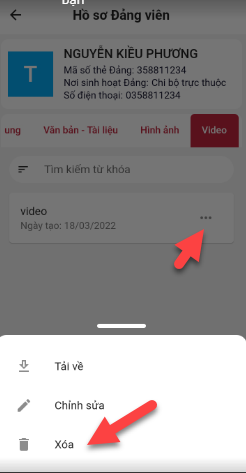 bạn
Hồ sơ Đảng viên
T
NGUYỄN KIỀU PHƯƠNG
Mã số thẻ Đảng: 358811234
Nơi sinh hoạt Đảng: Chi bộ trực thuộc
Số điện thoại: 0358811234
ung Văn bản - Tài liệu Hình ảnh Video
Tìm kiếm từ khóa
video
Ngày tạo: 18/03/2022
Tải về
Chỉnh sửa
Xóa